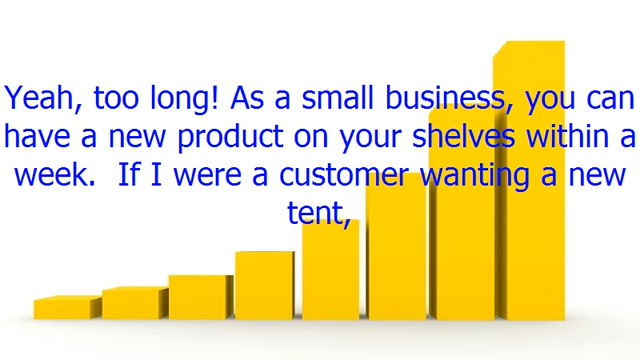 Yeah, too long! As a small business, you can
have a new product on your shelves within a
week.  If I were a customer wanting a new
tent,